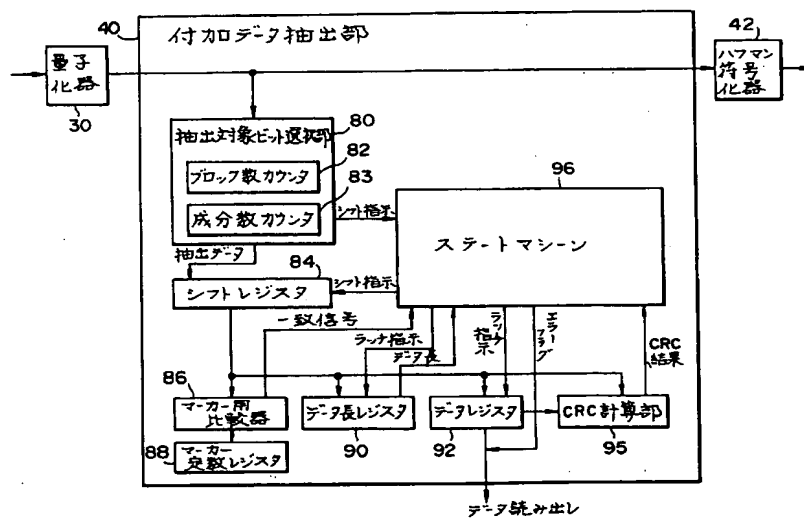 40
付加データ抽出部
42
量子
化器
30
ハフマン
符号
化器
抽出対象ビット選択部
80
82
ブロック数カウンタ
83
成分数カウンタ
シフト指示
96
ステートマシーン
抽出データ
84
シフトレジスタ
シフト指示
一致信号
ラッチ指示
データ長
ラッチ
指示
エラー
フラグ
CRC
結果
86
マーカー用
比較器
データ長レジスタ
データレジスタ
CRC計算部
88
マーカー
定数レジスタ
90
92
95
データ読み出し